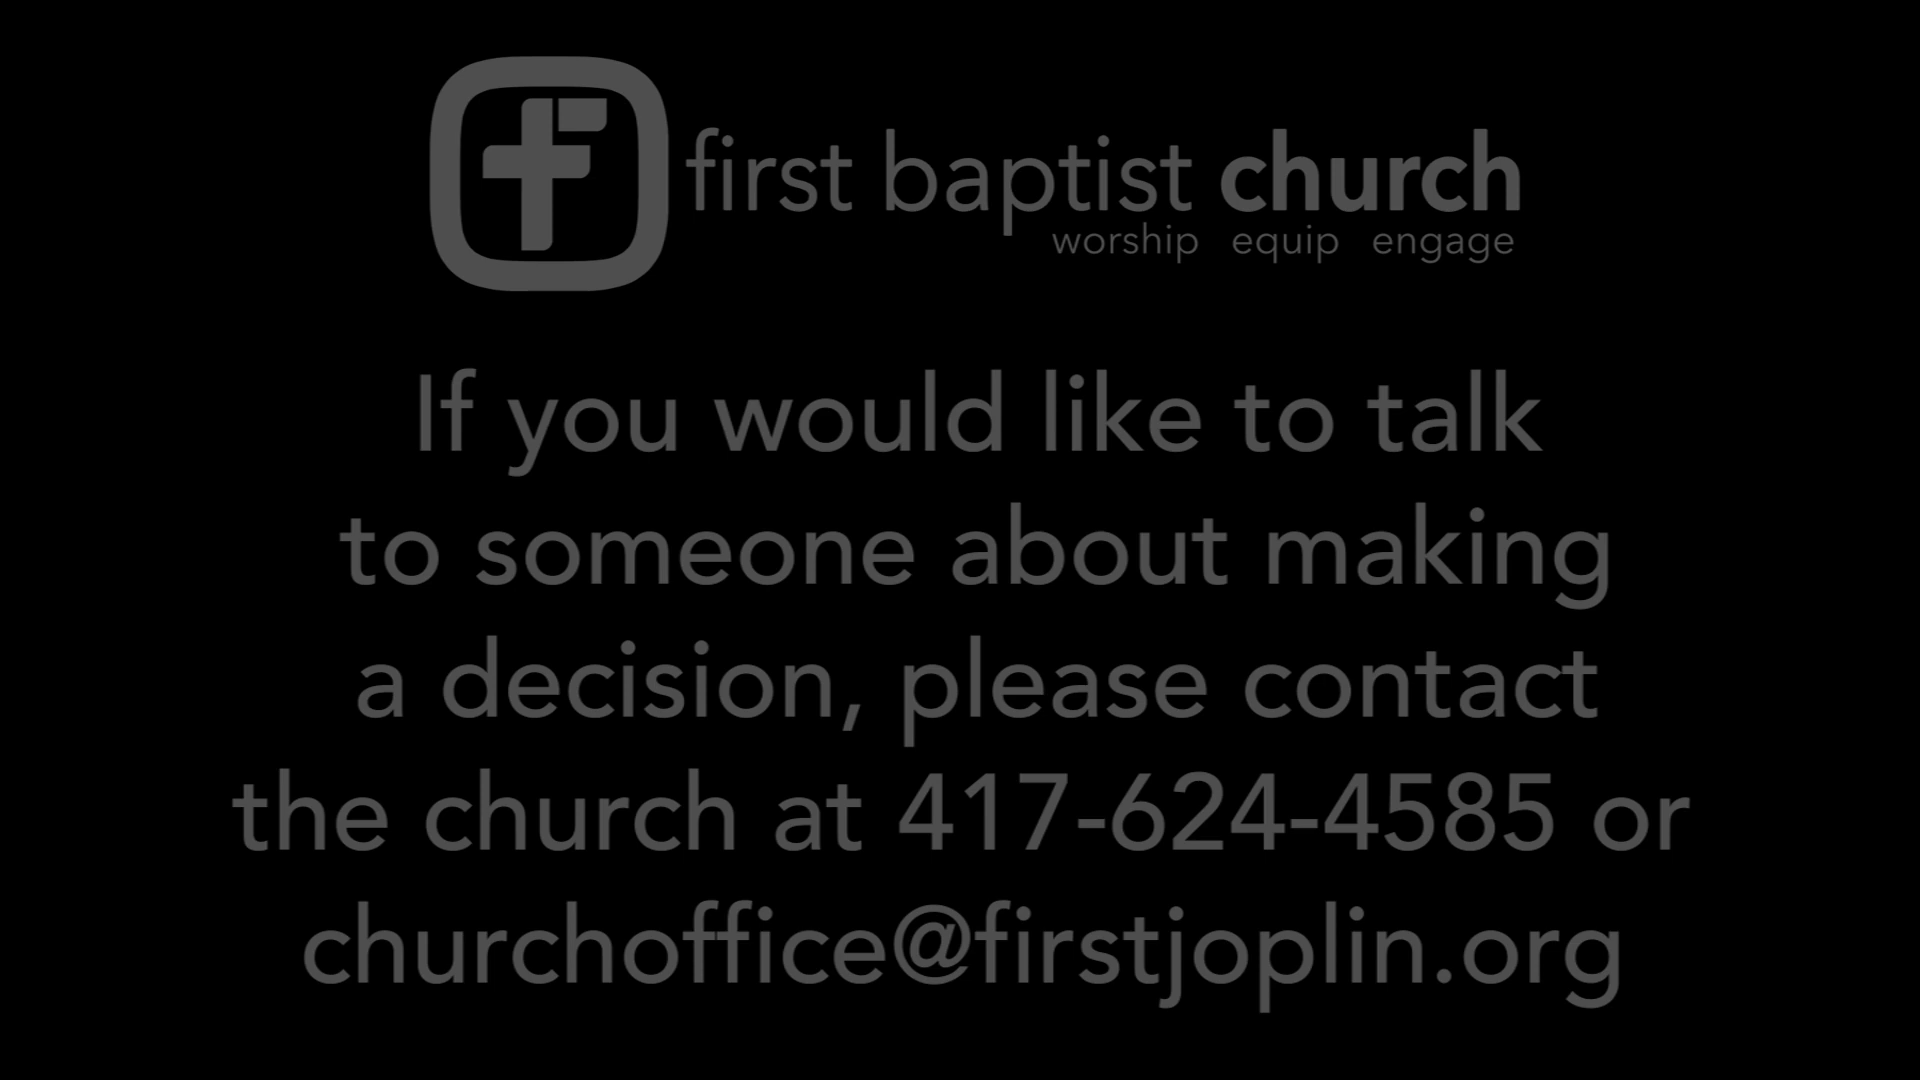 first baptist church
worship equip engage
If you would like to talk
to someone about making
a decision, please contact
the church at 417-624-4585 or
churchoffice@firstjoplin.org